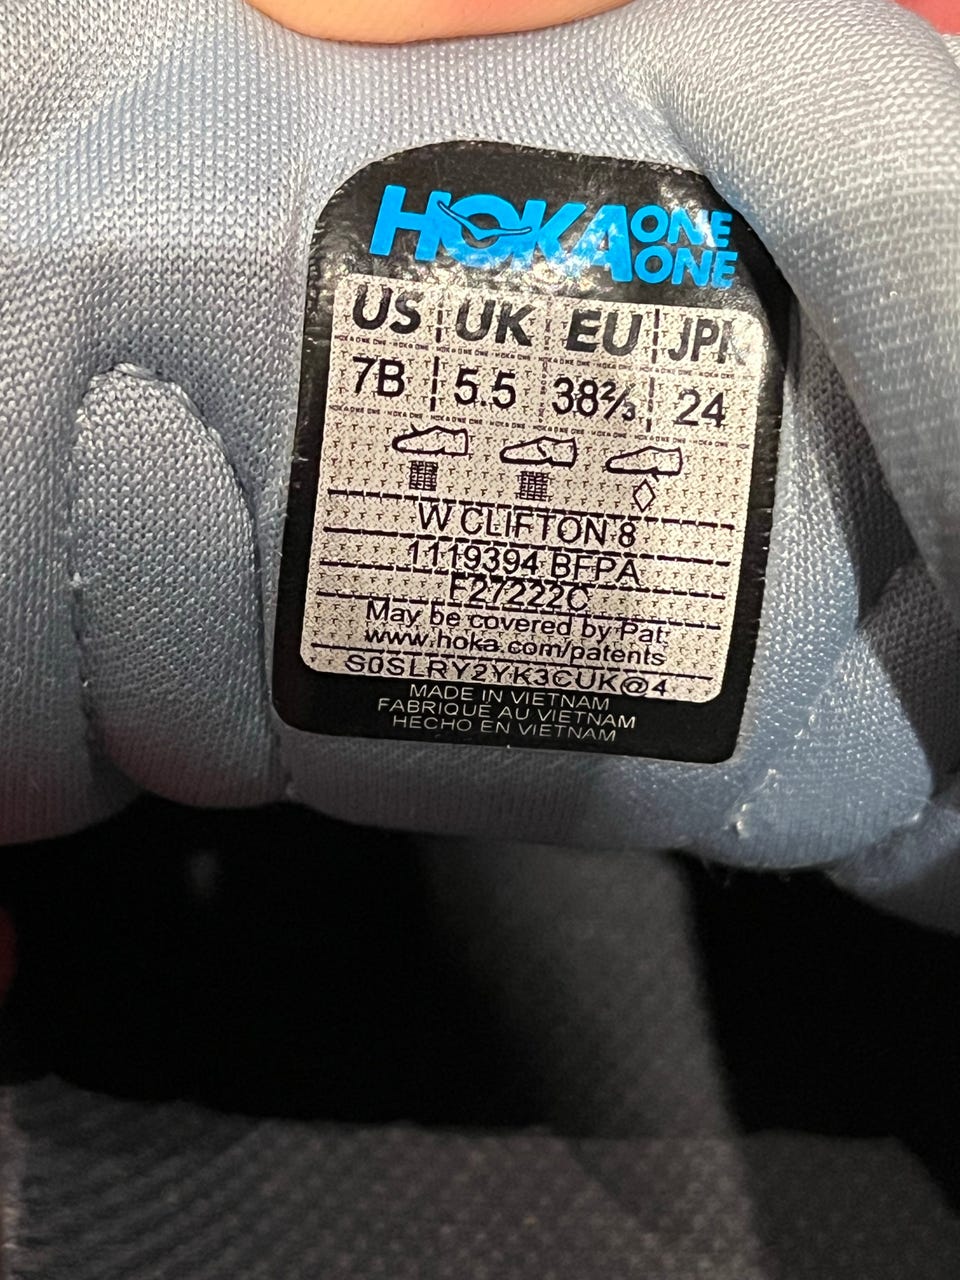 HOKA ONE ONE
US UK EU JPN
7B 5.5 38⅔ 24
W CLIFTON 8
1119394 BFPA
F27222C
May be covered by Pat:
www.hoka.com/patents
S0SLRY2YK3CUK@4
MADE IN VIETNAM
FABRIQUÉ AU VIETNAM
HECHO EN VIETNAM